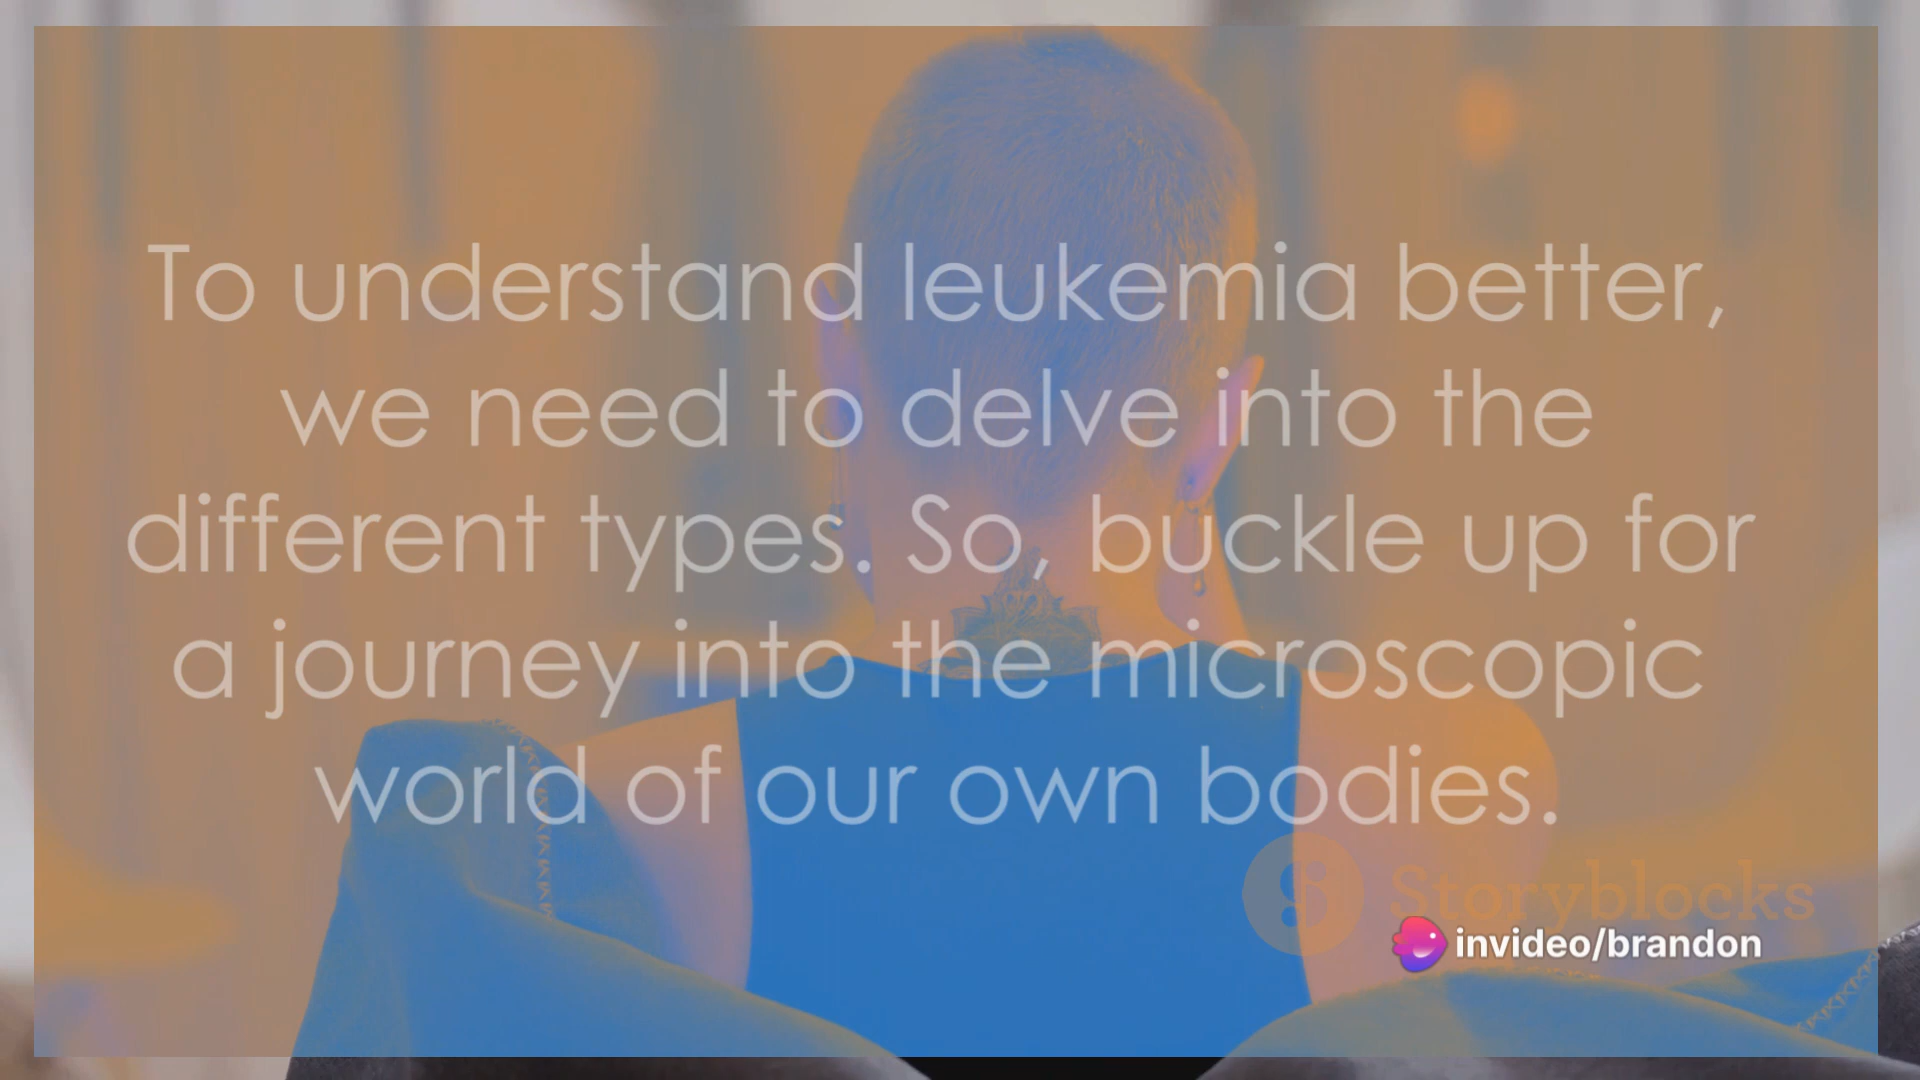 To understand leukemia better,
we need to delve into the
different types. So, buckle up for
a journey into the microscopic
world of our own bodies.
Storyblocks
invideo/brandon